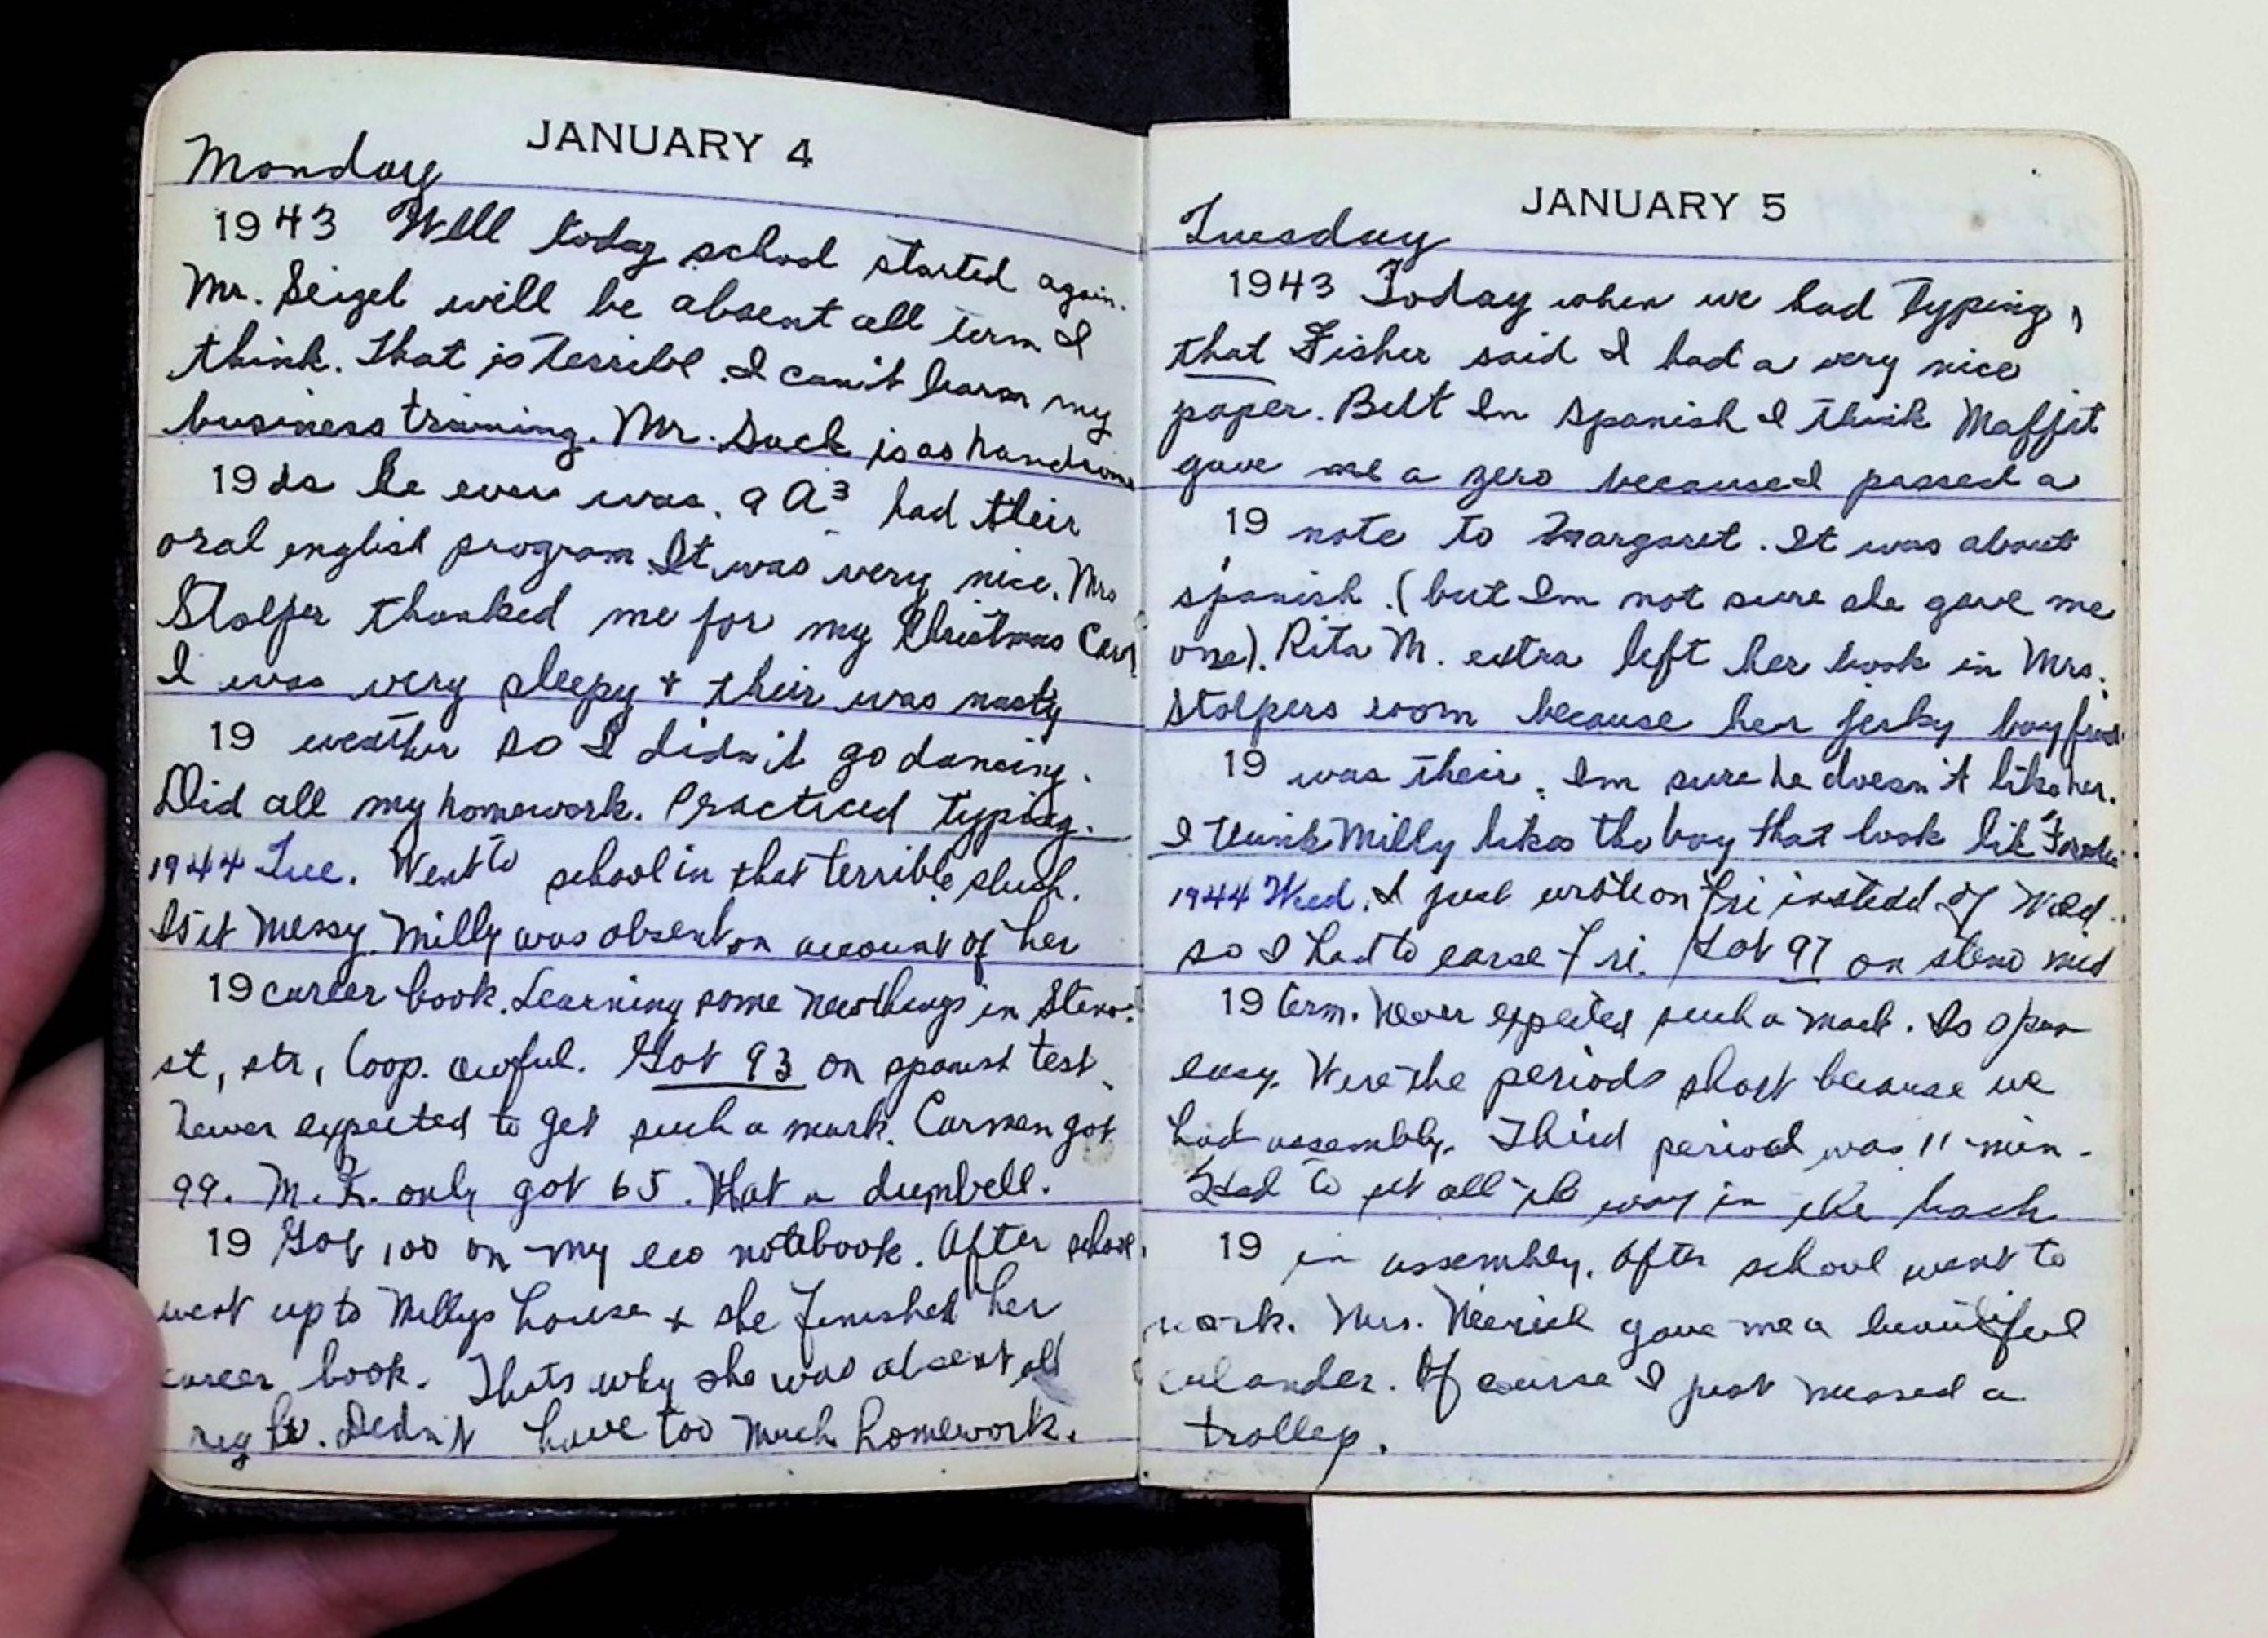 JANUARY 4
Monday
1943 Well today school started again.
Mr. Seigel will be absent all term I
think. That is terrible. I can't learn my
business training. Mr. Sack is as handsome
19 as he ever was. 9A3 had their
oral english program. It was very nice. Mrs
Stolper thanked me for my Christmas Card
I was very sleepy + their was nasty
19 weather so I didn't go dancing.
Did all my homework. Practiced typing.
1944 Tue. Went to school in that terrible slush.
Is it messy. Milly was absent on account of her
19 career book. Learning some new things in Steno.
st, str, loop. awful. Got 93 on spanish test
Never expected to get such a mark. Carmen got
99. M. K. only got 65. What a dumbell.
19 Got 100 on my eco notebook. After school
went up to Millys house + she finished her
career book. Thats why she was absent all
right. Didn't have too much homework.
JANUARY 5
Tuesday
1943 Today when we had typing,
that Fisher said I had a very nice
paper. But In Spanish I think Maffit
gave me a zero because I passed a
19 note to Margaret. It was about
spanish. (but Im not sure she gave me
one). Rita M. extra left her book in Mrs.
Stolpers room because her jerky boyfriend
19 was their. Im sure he doesn't like her.
I think Milly likes the boy that look like
1944 Wed. I just wrote on Fri instead of Wed.
so I had to earse Fri. Got 97 on steno mid
19 term. Never expected such a mark. Is
easy. Were the periods short because we
had assembly. Third period was 11 min.
Had to sit all the way in the back
19 in assembly. After school went to
work. Mrs. gave me a beautiful
calander. Of course I just missed a
trolley.